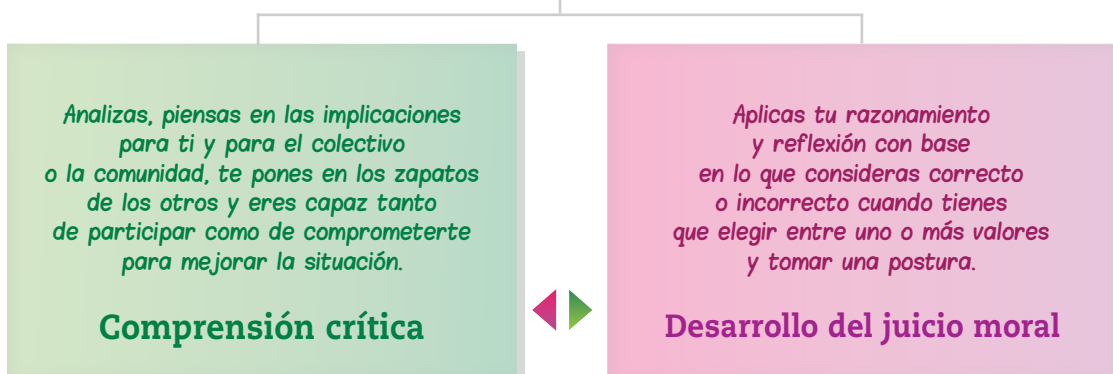 Analizas, piensas en las implicaciones
para ti y para el colectivo
o la comunidad, te pones en los zapatos
de los otros y eres capaz tanto
de participar como de comprometerte
para mejorar la situación.
Comprensión crítica
Aplicas tu razonamiento
y reflexión con base
en lo que consideras correcto
o incorrecto cuando tienes
que elegir entre uno o más valores
y tomar una postura.
Desarrollo del juicio moral